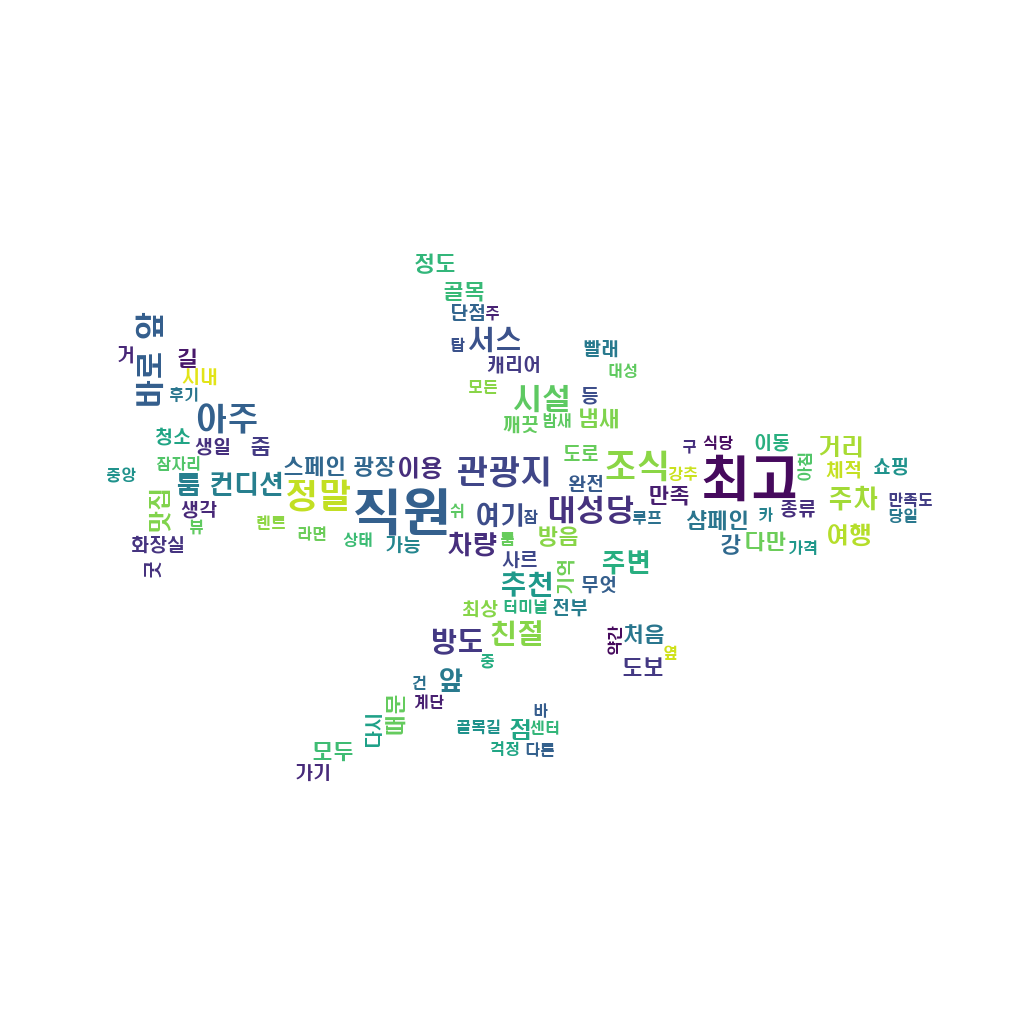 정도
골목
단점 주
탑 서스
빨래
캐리어
대성
모든
시설 등
깨끗 밤새 냄새
바로 앞
거 길
시내
후기
아주
청소 생일 줌
잠자리
중앙 룸 컨디션
스페인 광장 이용
관광지
도로
완전
조식
강추
구 식당 이동
최고
야원
거리
체적 쇼핑
맛집
생각
뷰
화장실
굿
정말
렌트 라면
직원
상태 가능
쉬
여기 잠
차량 룸
대성당
루프
만족
샴페인 카 종류
주차
만족도
당일
강 다만 가격
여행
방음
사르
추천
기억
무엇
주변
최상 터미널 전부
방도 친절
중
약간
처음
도보
옆
건 앞
계단
때문
다시
모두
가기
바
골목길 점 센터
걱정 다른